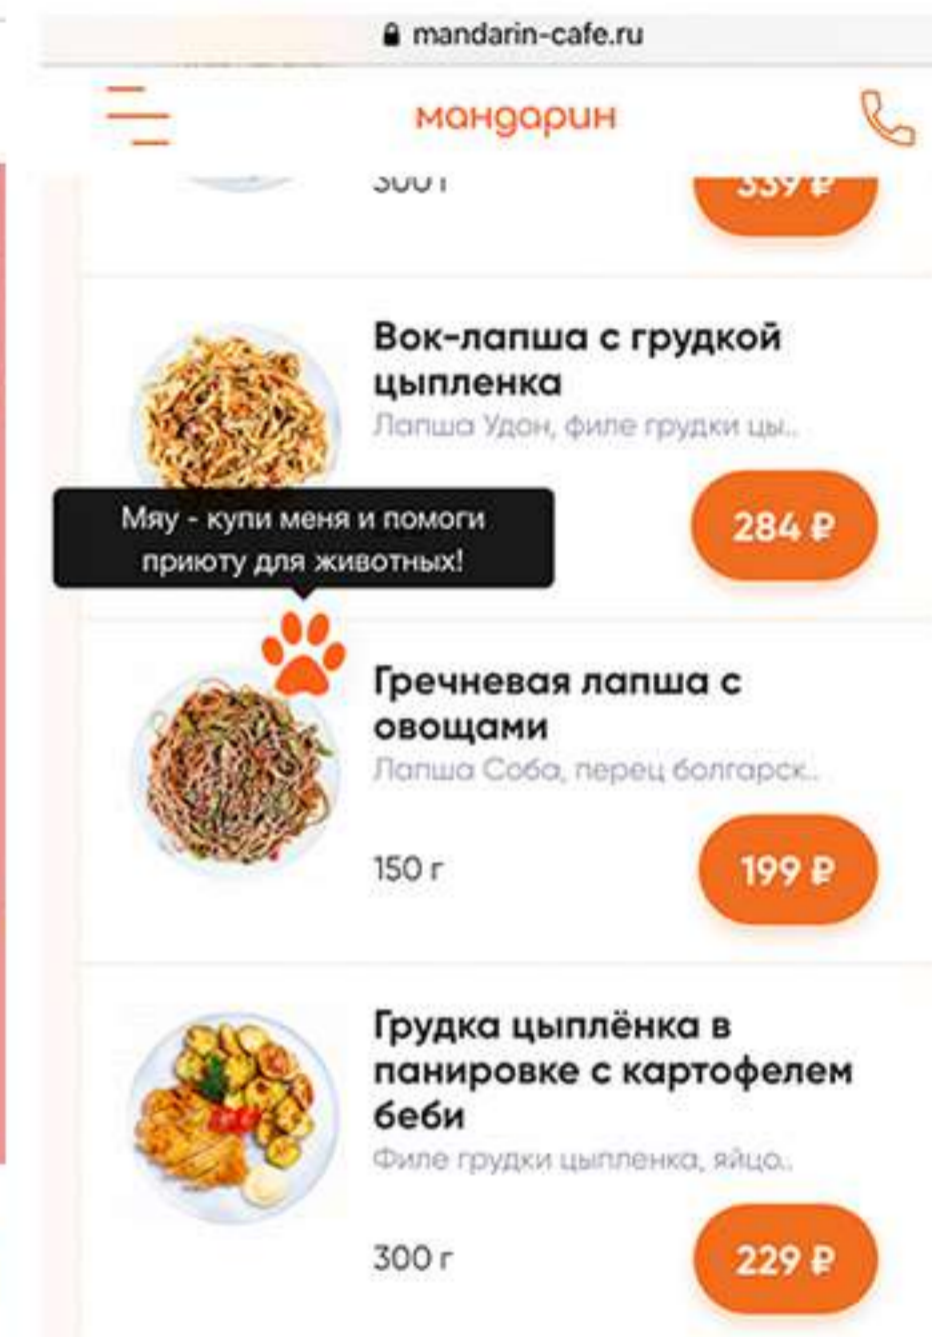 mandarin-cafe.ru
мандарин
300 г
339 ₽
Вок-лапша с грудкой
цыпленка
Лапша Удон, филе грудки цы..
284 ₽
Мяу - купи меня и помоги
приюту для животных!
Гречневая лапша с
овощами
Лапша Соба, перец болгарск..
150 г
199 ₽
Грудка цыплёнка в
панировке с картофелем
беби
Филе грудки цыпленка, яйцо..
300 г
229 ₽